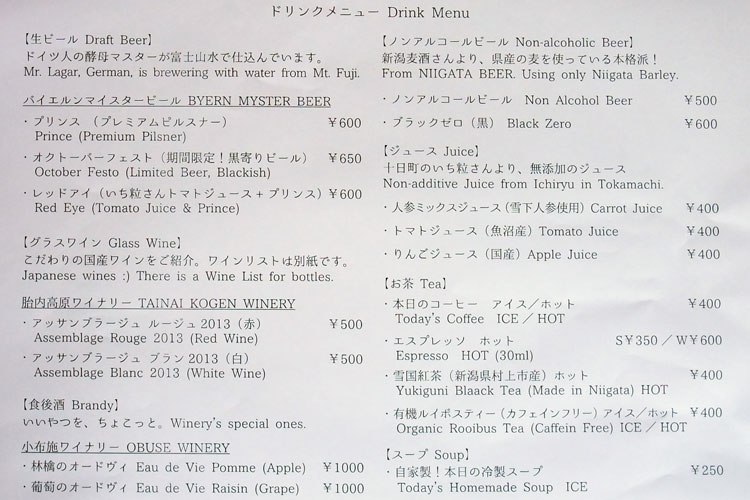 ドリンクメニュー Drink Menu
【生ビール Draft Beer】
ドイツ人の酵母マスターが富士山水で仕込んでいます。
Mr. Lagar, German, is brewering with water from Mt. Fuji.
バイエルンマイスタービール BYERN MYSTER BEER
・プリンス （プレミアムピルスナー） ￥600
Prince (Premium Pilsner)
・オクトーバーフェスト（期間限定！黒寄りビール） ￥650
October Festo (Limited Beer, Blackish)
・レッドアイ（いち粒さんトマトジュース＋プリンス）￥600
Red Eye (Tomato Juice & Prince)
【グラスワイン Glass Wine】
こだわりの国産ワインをご紹介。ワインリストは別紙です。
Japanese wines :) There is a Wine List for bottles.
胎内高原ワイナリー TAINAI KOGEN WINERY
・アッサンブラージュ ルージュ2013（赤） ￥500
Assemblage Rouge 2013 (Red Wine)
・アッサンブラージュ ブラン2013（白） ￥500
Assemblage Blanc 2013 (White Wine)
【食後酒 Brandy】
いいやつを、ちょこっと。Winery's special ones.
小布施ワイナリー OBUSE WINERY
・林檎のオードヴィ Eau de Vie Pomme (Apple) ￥1000
・葡萄のオードヴィ Eau de Vie Raisin (Grape) ￥1000
【ノンアルコールビール Non-alcoholic Beer】
新潟麦酒さんより、県産の麦を使っている本格派！
From NIIGATA BEER. Using only Niigata Barley.
・ノンアルコールビール Non Alcohol Beer ￥500
・ブラックゼロ（黒） Black Zero ￥600
【ジュース Juice】
十日町のいち粒さんより、無添加のジュース
Non-additive Juice from Ichiryu in Tokamachi.
・人参ミックスジュース（雪下人参使用）Carrot Juice ￥400
・トマトジュース（魚沼産）Tomato Juice ￥400
・りんごジュース（国産）Apple Juice ￥400
【お茶 Tea】
・本日のコーヒー アイス／ホット ￥400
Today's Coffee ICE／HOT
・エスプレッソ ホット S￥350／W￥600
Espresso HOT (30ml)
・雪国紅茶（新潟県村上市産）ホット ￥400
Yukiguni Blaack Tea (Made in Niigata) HOT
・有機ルイボスティー（カフェインフリー）アイス／ホット ￥400
Organic Rooibus Tea (Caffein Free) ICE／HOT
【スープ Soup】
・自家製！本日の冷製スープ ￥250
Today's Homemade Soup ICE